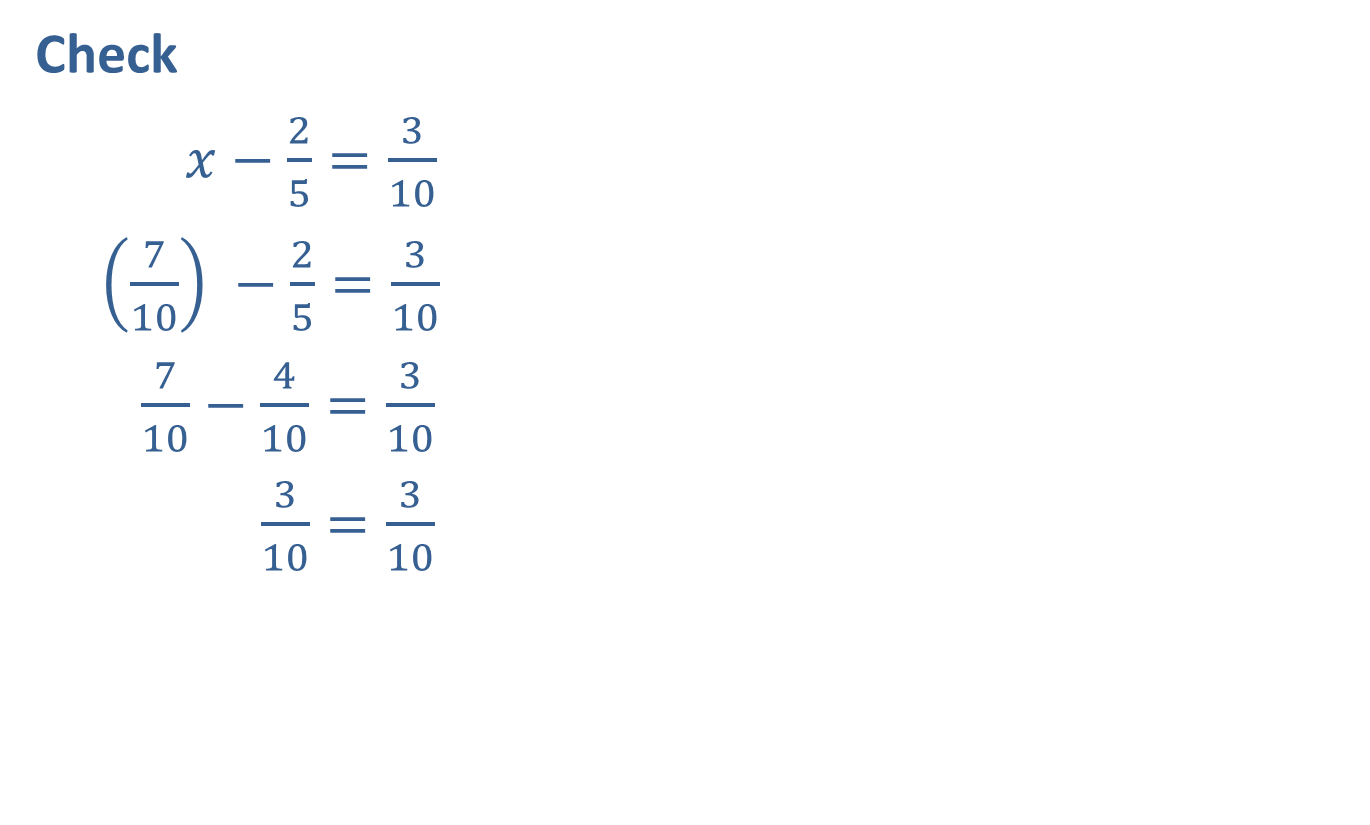 Check
x − 2/5 = 3/10
(7/10) − 2/5 = 3/10
7/10 − 4/10 = 3/10
3/10 = 3/10